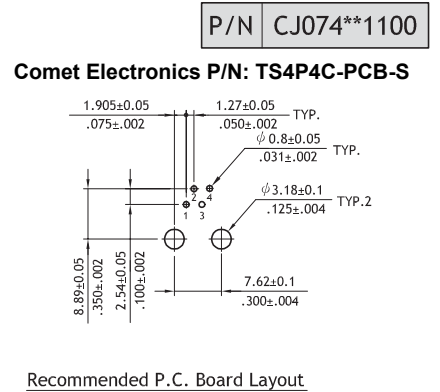 P/N CJ074**1100
Comet Electronics P/N: TS4P4C-PCB-S
1.905±0.05
.075±.002
1.27±0.05
.050±.002
TYP.
ϕ 0.8±0.05
.031±.002
TYP.
ϕ3.18±0.1
.125±.004
TYP.2
2
4
1
3
8.89±0.05
.350±.002
2.54±0.05
.100±.002
7.62±0.1
.300±.004
Recommended P.C. Board Layout